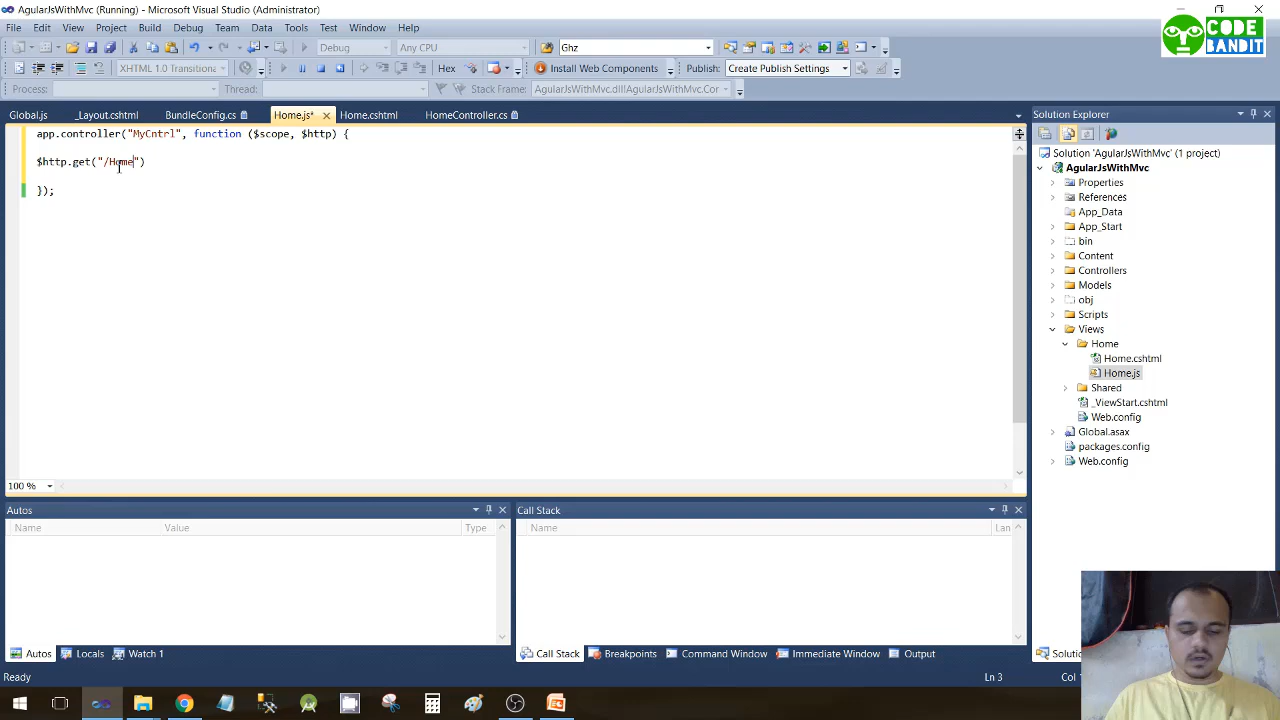 AgularJsWithMvc (Running) - Microsoft Visual Studio (Administrator)
CODE
BANDIT
File Edit View Project Build Debug Team Data Tools Test Window Help
Debug Any CPU Ghz
XHTML 1.0 Transitiona Hex Install Web Components Publish: Create Publish Settings
Process: Thread: Stack Frame: AgularJsWithMvc.dll!AgularJsWithMvc.Cor
Global.js _Layout.cshtml BundleConfig.cs Home.js* Home.cshtml HomeController.cs
app.controller("MyCntrl", function ($scope, $http) {
$http.get("/Home")
});
100 %
Solution Explorer
Solution 'AgularJsWithMvc' (1 project)
AgularJsWithMvc
Properties
References
App_Data
App_Start
bin
Content
Controllers
Models
obj
Scripts
Views
Home
Home.cshtml
Home.js
Shared
_ViewStart.cshtml
Web.config
Global.asax
packages.config
Web.config
Autos
Name Value Type
Call Stack
Name Lan
Autos Locals Watch 1
Call Stack Breakpoints Command Window Immediate Window Output
Ready Ln 3